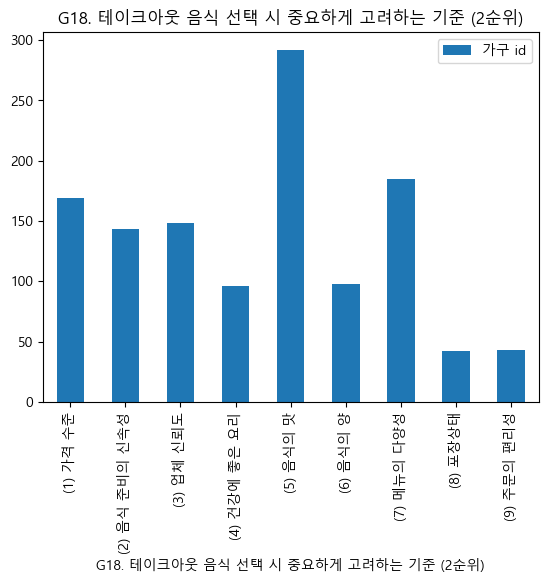 G18. 테이크아웃 음식 선택 시 중요하게 고려하는 기준 (2순위)
가구 id
300
250
200
150
100
50
0
(1) 가격 수준
(2) 음식 준비의 신속성
(3) 업체 신뢰도
(4) 건강에 좋은 요리
(5) 음식의 맛
(6) 음식의 양
(7) 메뉴의 다양성
(8) 포장상태
(9) 주문의 편리성
G18. 테이크아웃 음식 선택 시 중요하게 고려하는 기준 (2순위)